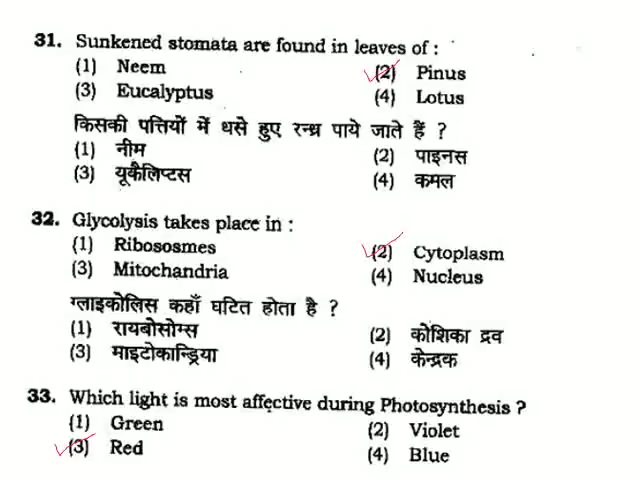 31. Sunkened stomata are found in leaves of :
(1) Neem (2) Pinus
(3) Eucalyptus (4) Lotus
किसकी पत्तियों में धसे हुए रन्ध्र पाये जाते हैं ?
(1) नीम (2) पाइनस
(3) यूकैलिप्टस (4) कमल
32. Glycolysis takes place in :
(1) Ribososmes (2) Cytoplasm
(3) Mitochandria (4) Nucleus
ग्लाइकोलिस कहाँ घटित होता है ?
(1) रायबोसोम्स (2) कोशिका द्रव
(3) माइटोकान्ड्रिया (4) केन्द्रक
33. Which light is most affective during Photosynthesis ?
(1) Green (2) Violet
(3) Red (4) Blue